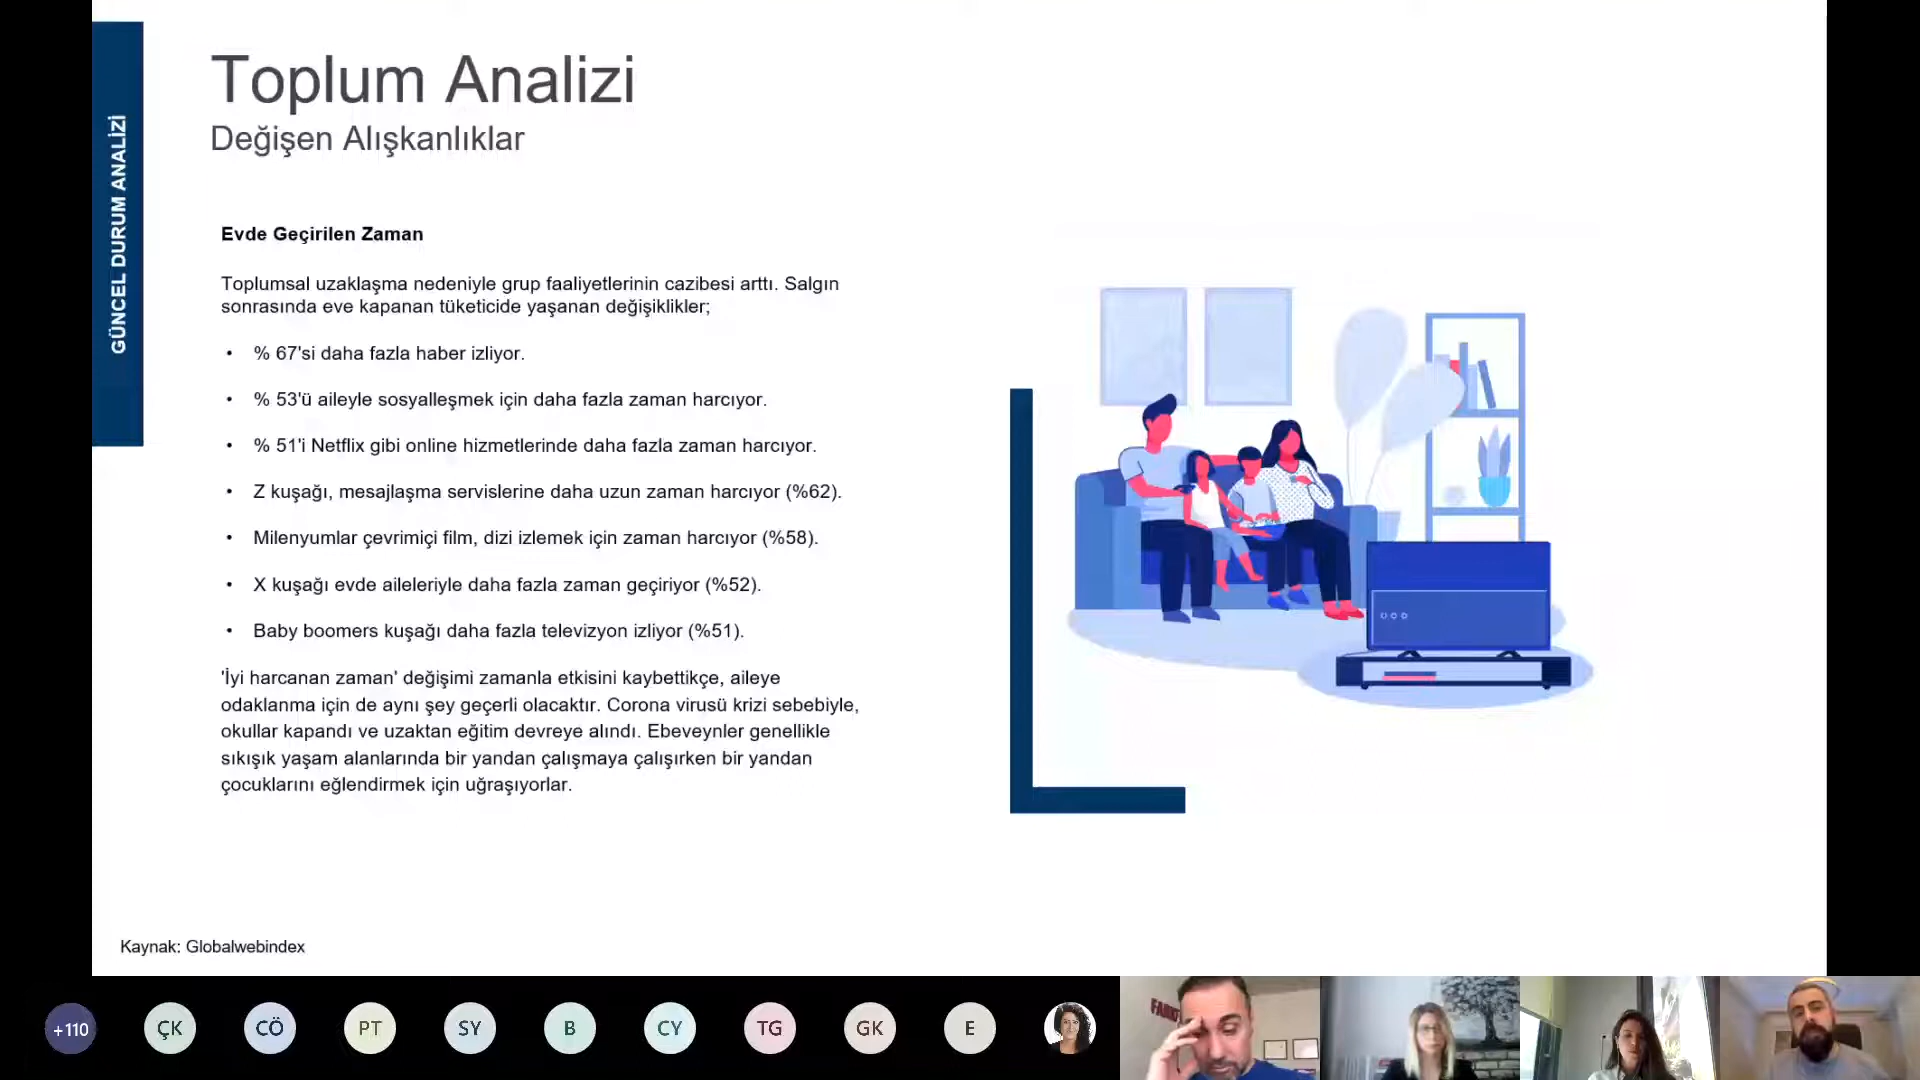 GÜNCEL DURUM ANALİZİ
Toplum Analizi
Değişen Alışkanlıklar
Evde Geçirilen Zaman
Toplumsal uzaklaşma nedeniyle grup faaliyetlerinin cazibesi arttı. Salgın
sonrasında eve kapanan tüketicide yaşanan değişiklikler;
• % 67'si daha fazla haber izliyor.
• % 53'ü aileyle sosyalleşmek için daha fazla zaman harcıyor.
• % 51'i Netflix gibi online hizmetlerinde daha fazla zaman harcıyor.
• Z kuşağı, mesajlaşma servislerine daha uzun zaman harcıyor (%62).
• Milenyumlar çevrimiçi film, dizi izlemek için zaman harcıyor (%58).
• X kuşağı evde aileleriyle daha fazla zaman geçiriyor (%52).
• Baby boomers kuşağı daha fazla televizyon izliyor (%51).
'İyi harcanan zaman' değişimi zamanla etkisini kaybettikçe, aileye
odaklanma için de aynı şey geçerli olacaktır. Corona virusü krizi sebebiyle,
okullar kapandı ve uzaktan eğitim devreye alındı. Ebeveynler genellikle
sıkışık yaşam alanlarında bir yandan çalışmaya çalışırken bir yandan
çocuklarını eğlendirmek için uğraşıyorlar.
Kaynak: Globalwebindex
+110 ÇK CÖ PT SY B CY TG GK E